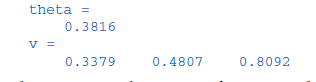 theta =
0.3816
v =
0.3379 0.4807 0.8092